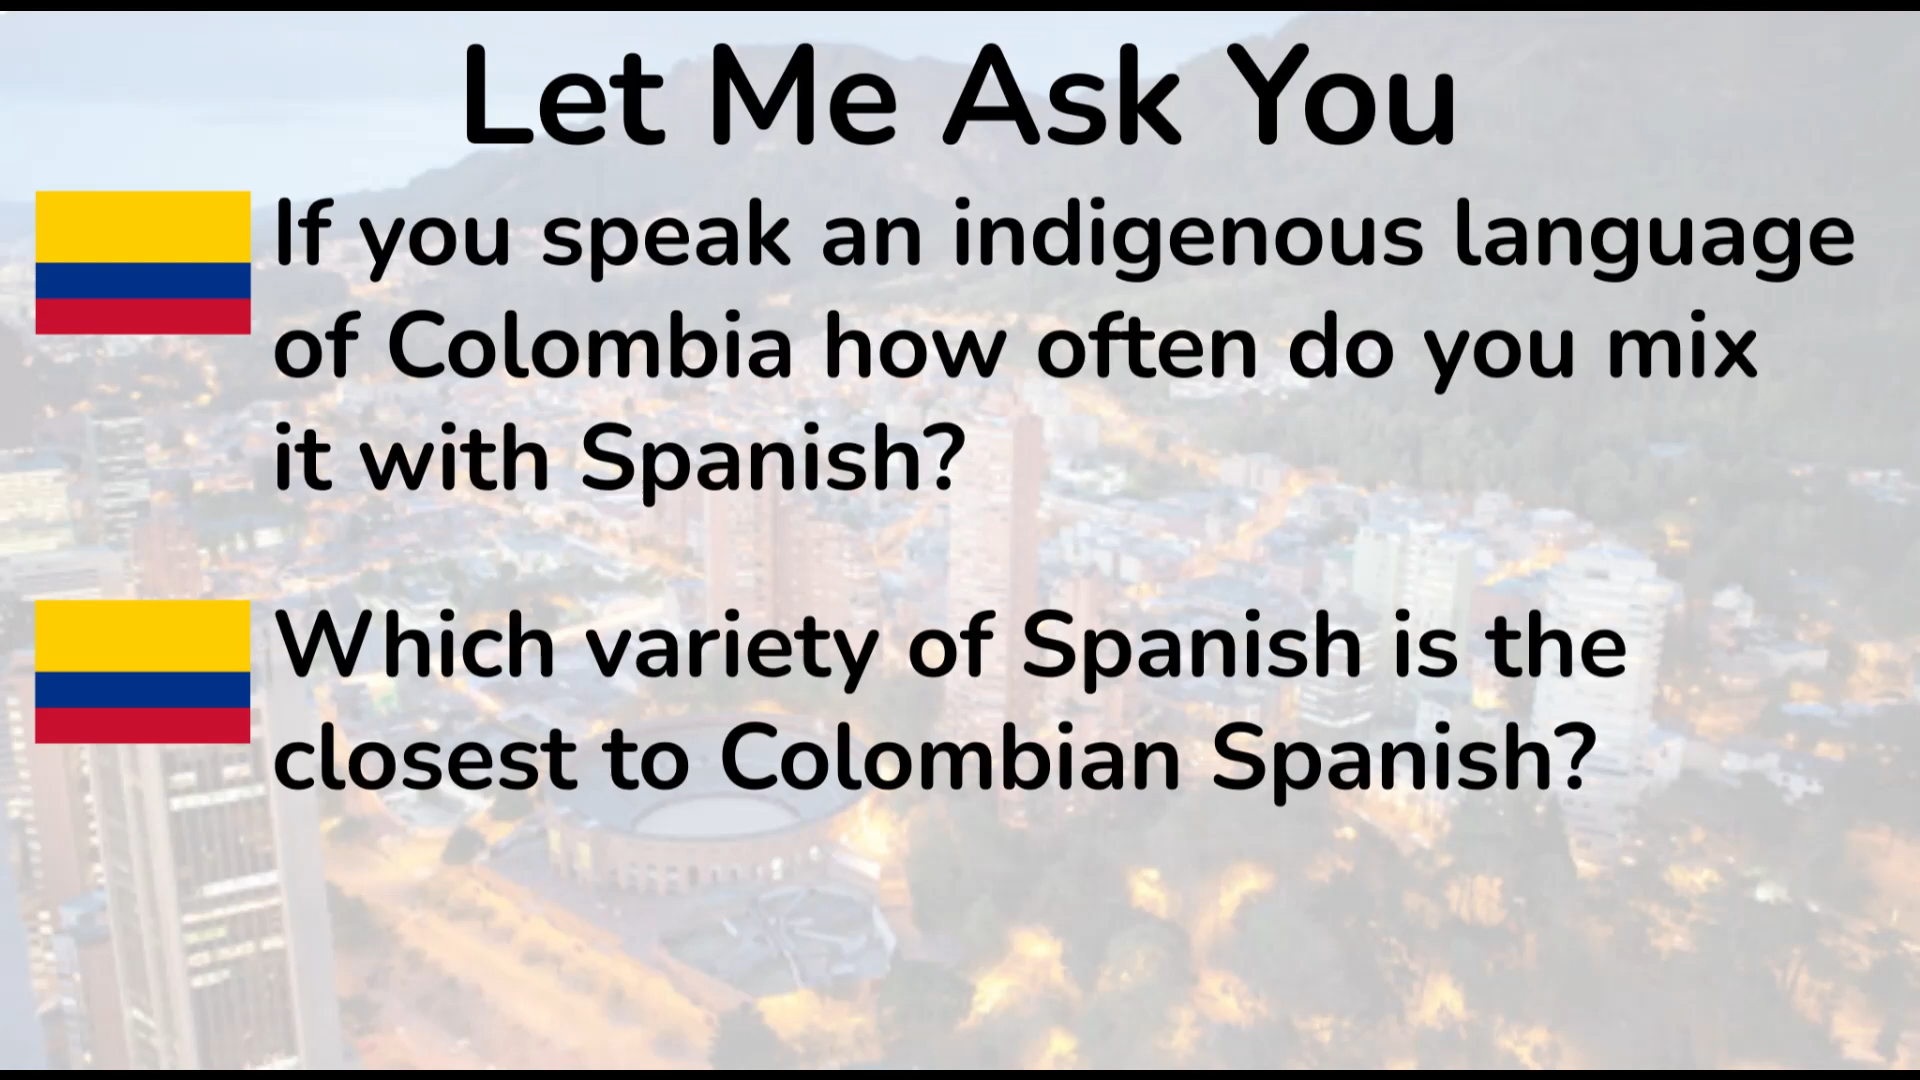 Let Me Ask You
If you speak an indigenous language
of Colombia how often do you mix
it with Spanish?
Which variety of Spanish is the
closest to Colombian Spanish?